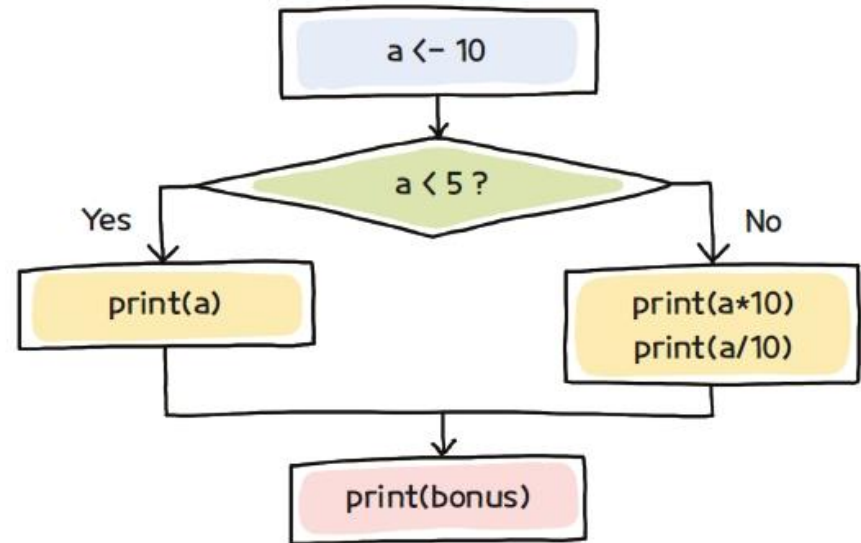 a <- 10
a < 5 ?
Yes
No
print(a)
print(a*10)
print(a/10)
print(bonus)